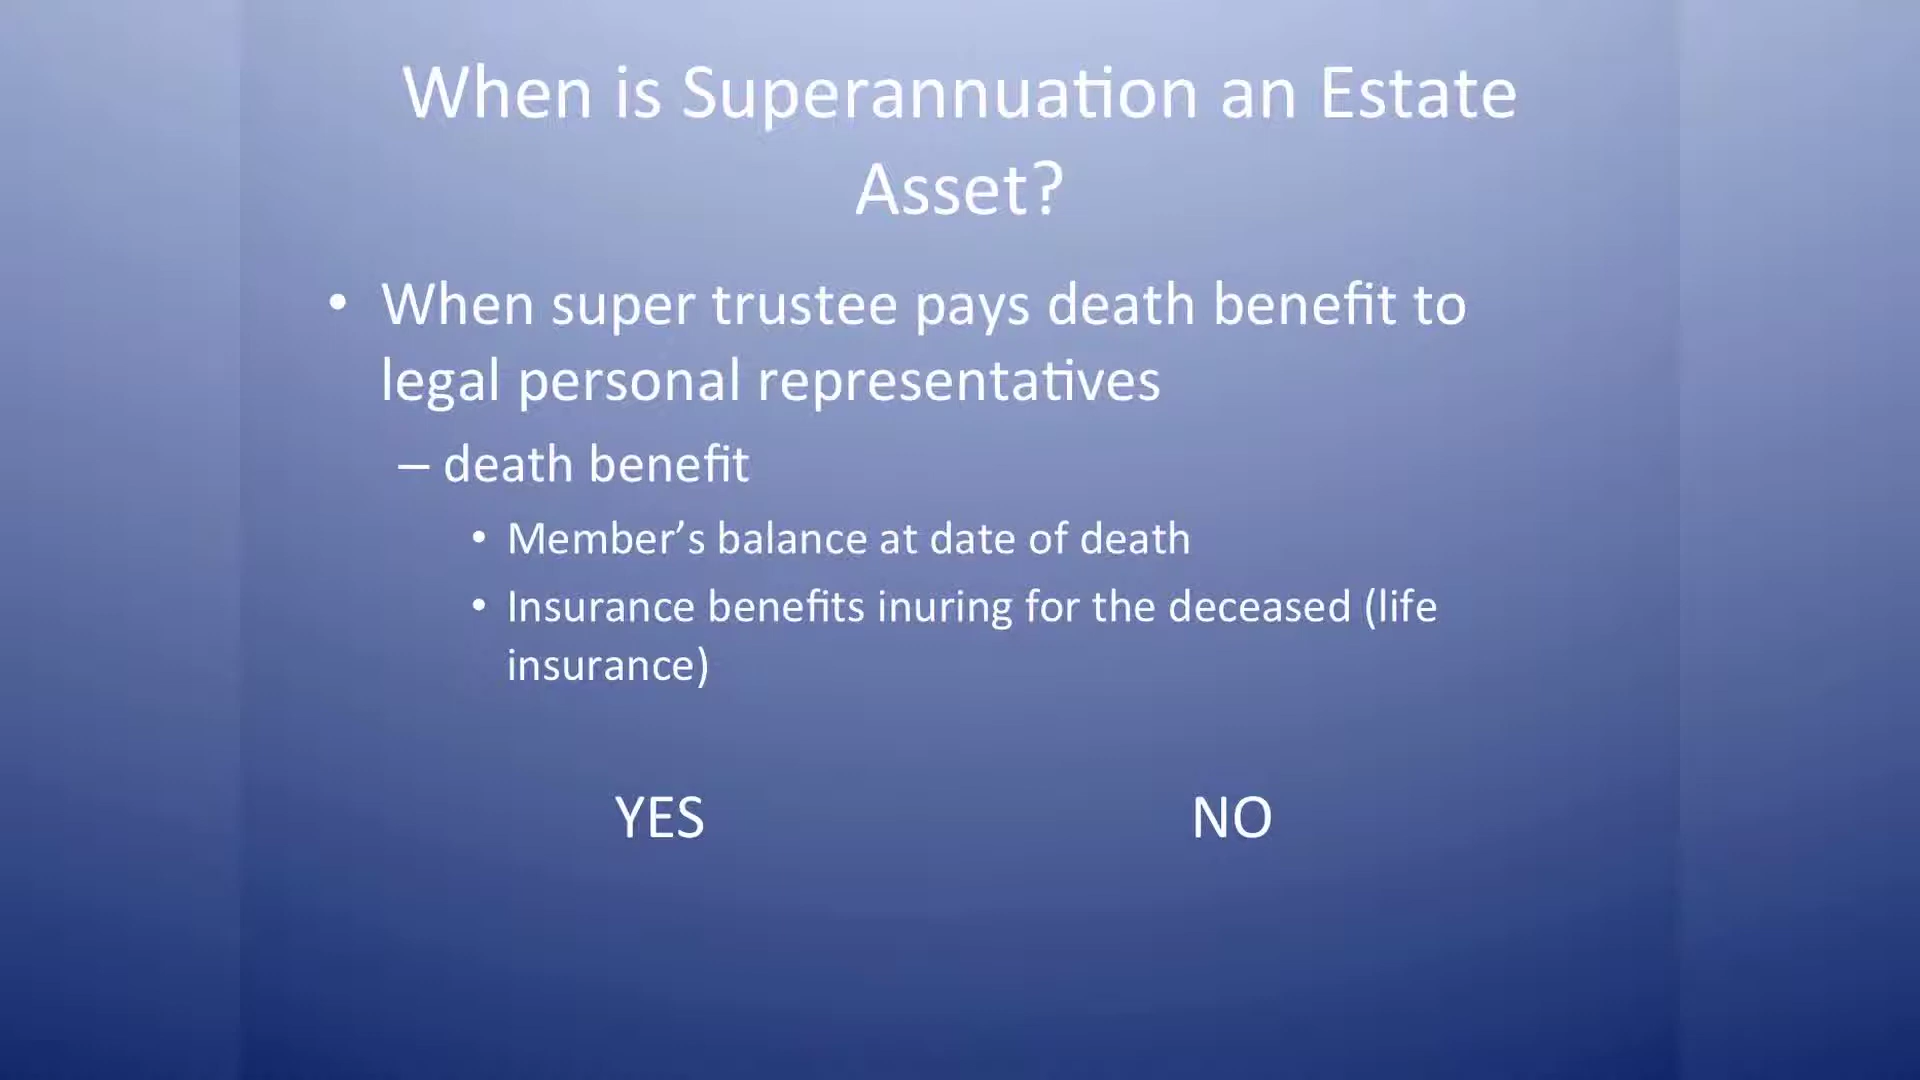 When is Superannuation an Estate
Asset?
• When super trustee pays death benefit to
legal personal representatives
– death benefit
• Member’s balance at date of death
• Insurance benefits inuring for the deceased (life
insurance)
YES NO